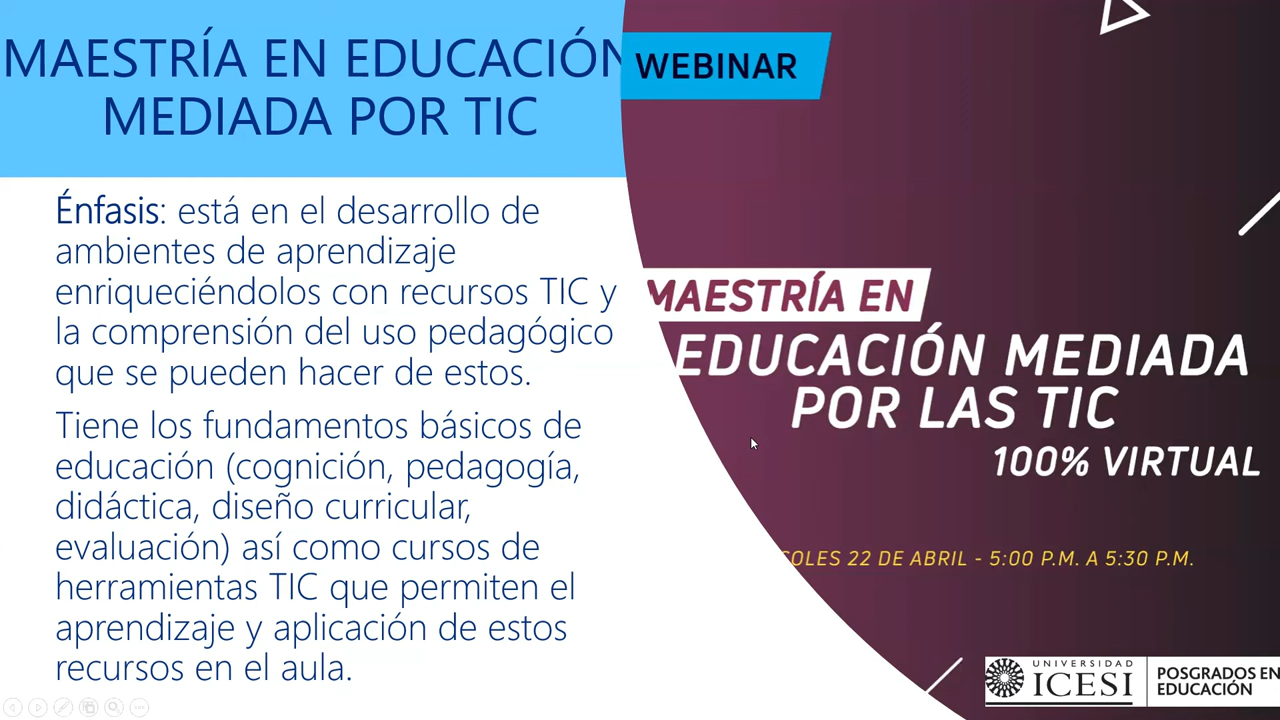 MAESTRÍA EN EDUCACIÓN
MEDIADA POR TIC
Énfasis: está en el desarrollo de
ambientes de aprendizaje
enriqueciéndolos con recursos TIC y
la comprensión del uso pedagógico
que se pueden hacer de estos.
Tiene los fundamentos básicos de
educación (cognición, pedagogía,
didáctica, diseño curricular,
evaluación) así como cursos de
herramientas TIC que permiten el
aprendizaje y aplicación de estos
recursos en el aula.
WEBINAR
MAESTRÍA EN
EDUCACIÓN MEDIADA
POR LAS TIC
100% VIRTUAL
COLES 22 DE ABRIL - 5:00 P.M. A 5:30 P.M.
UNIVERSIDAD
ICESI
POSGRADOS EN
EDUCACIÓN